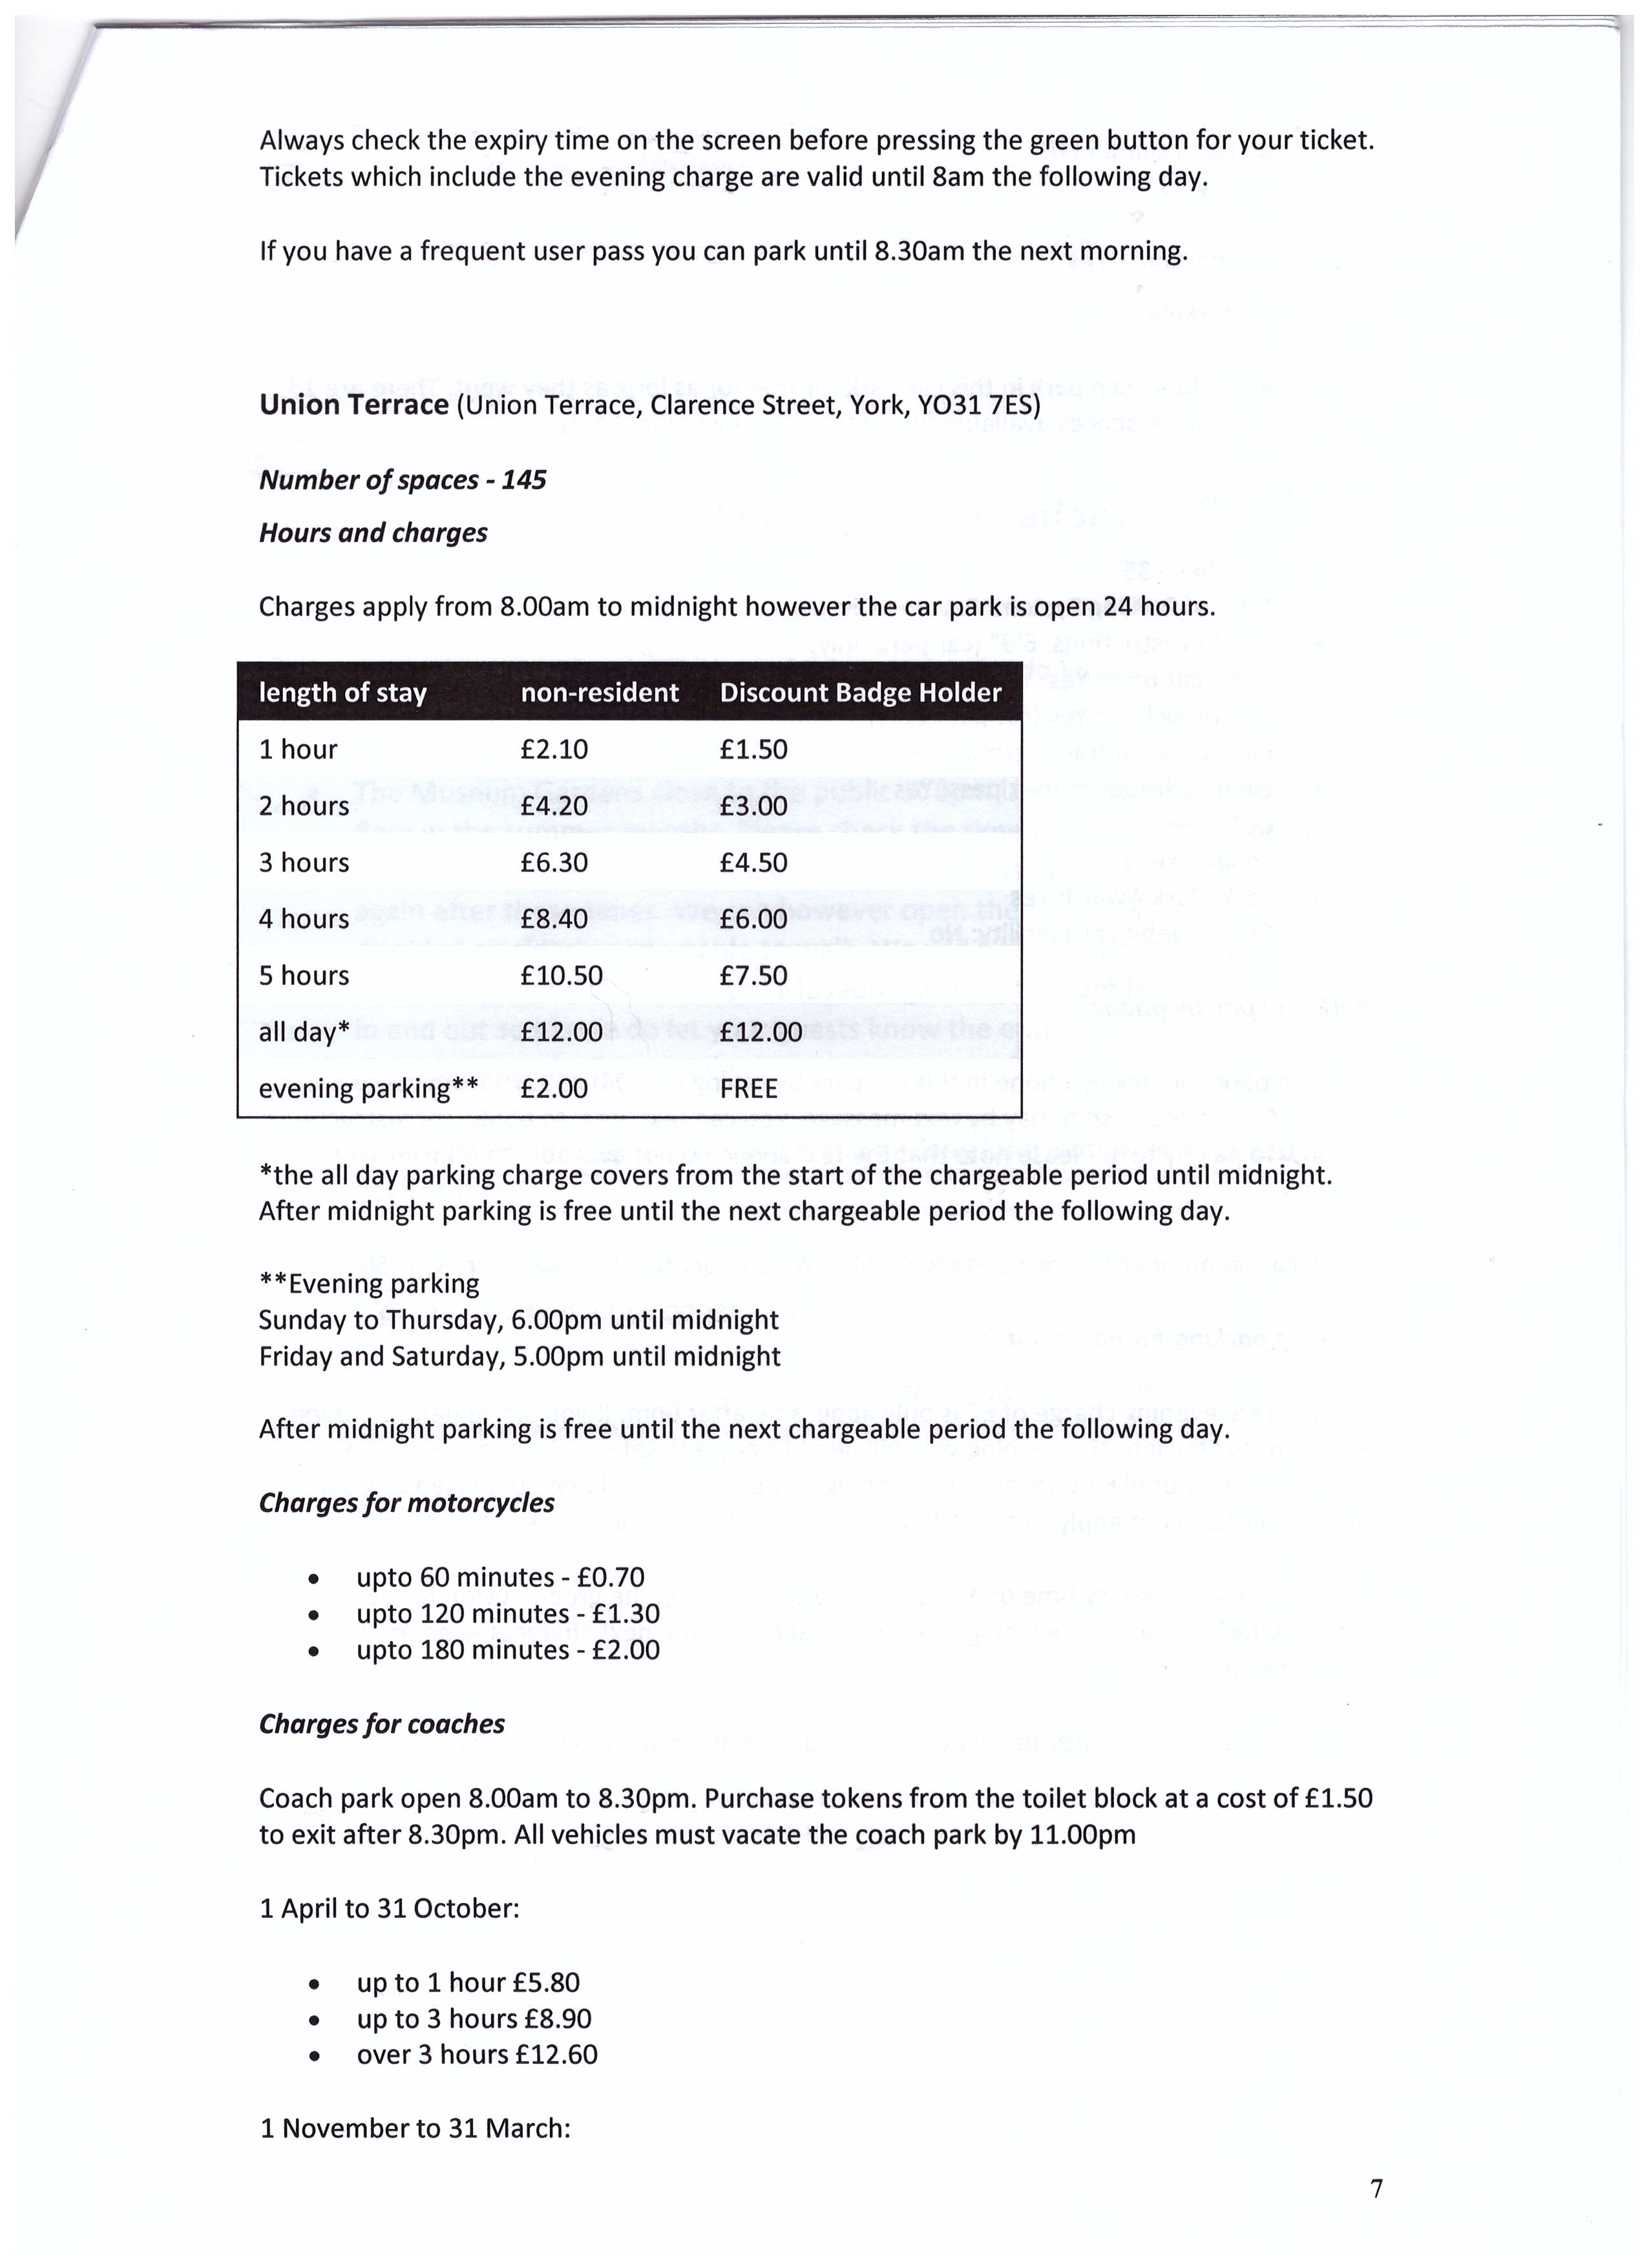 Always check the expiry time on the screen before pressing the green button for your ticket.
Tickets which include the evening charge are valid until 8am the following day.
If you have a frequent user pass you can park until 8.30am the next morning.
Union Terrace (Union Terrace, Clarence Street, York, YO31 7ES)
Number of spaces - 145
Hours and charges
Charges apply from 8.00am to midnight however the car park is open 24 hours.
length of stay non-resident Discount Badge Holder
1 hour £2.10 £1.50
2 hours £4.20 £3.00
3 hours £6.30 £4.50
4 hours £8.40 £6.00
5 hours £10.50 £7.50
all day* £12.00 £12.00
evening parking** £2.00 FREE
*the all day parking charge covers from the start of the chargeable period until midnight.
After midnight parking is free until the next chargeable period the following day.
**Evening parking
Sunday to Thursday, 6.00pm until midnight
Friday and Saturday, 5.00pm until midnight
After midnight parking is free until the next chargeable period the following day.
Charges for motorcycles
• upto 60 minutes - £0.70
• upto 120 minutes - £1.30
• upto 180 minutes - £2.00
Charges for coaches
Coach park open 8.00am to 8.30pm. Purchase tokens from the toilet block at a cost of £1.50
to exit after 8.30pm. All vehicles must vacate the coach park by 11.00pm
1 April to 31 October:
• up to 1 hour £5.80
• up to 3 hours £8.90
• over 3 hours £12.60
1 November to 31 March:
7